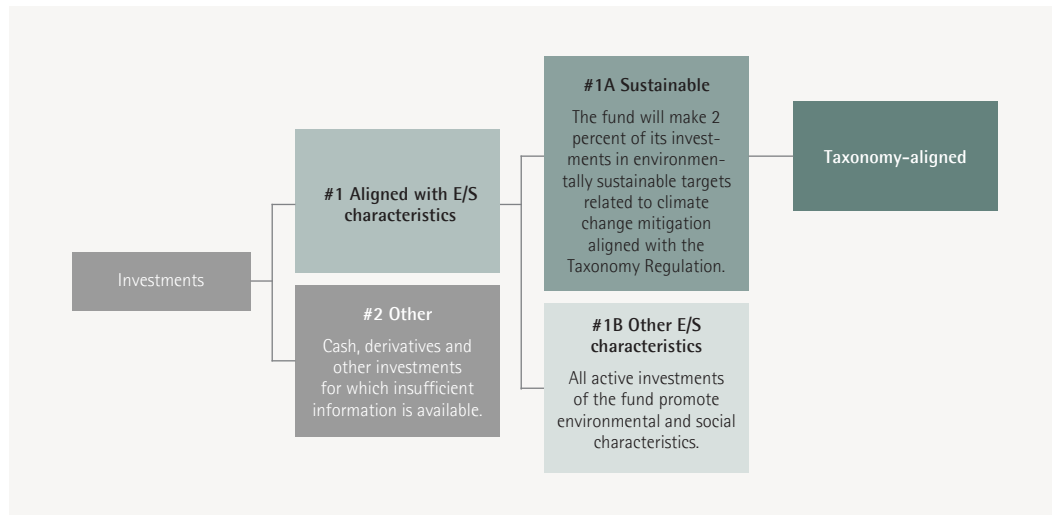 Investments
#1 Aligned with E/S
characteristics
#2 Other
Cash, derivatives and
other investments
for which insufficient
information is available.
#1A Sustainable
The fund will make 2
percent of its invest-
ments in environmen-
tally sustainable targets
related to climate
change mitigation
aligned with the
Taxonomy Regulation.
#1B Other E/S
characteristics
All active investments
of the fund promote
environmental and social
characteristics.
Taxonomy-aligned